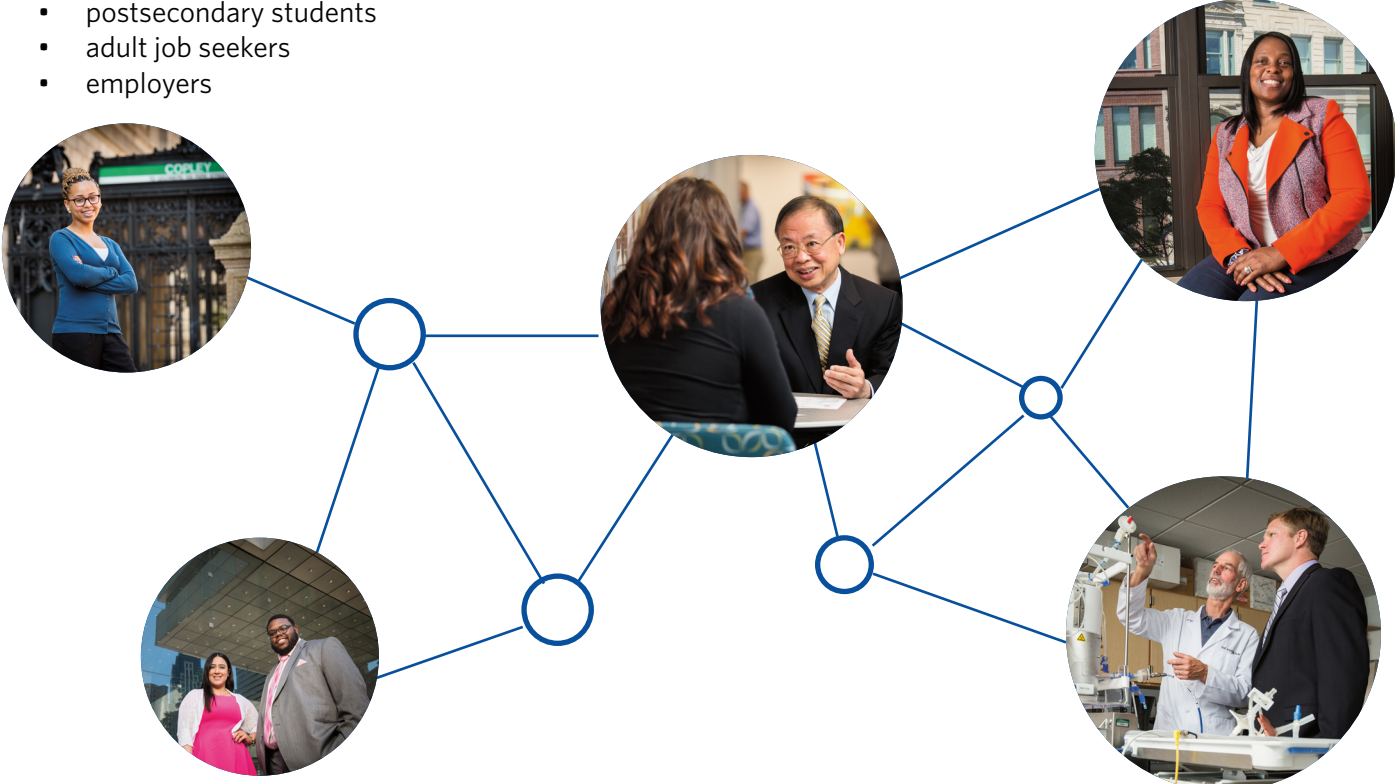 • postsecondary students
• adult job seekers
• employers
COPLEY